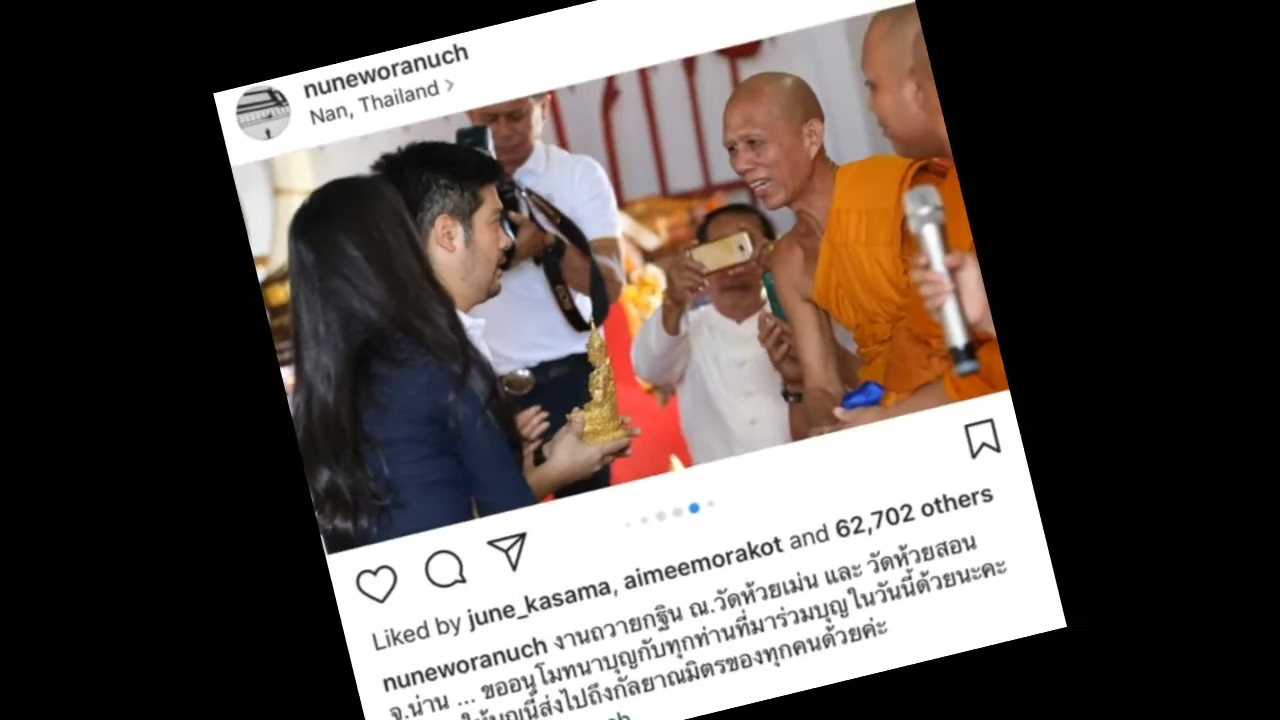 nuneworanuch
Nan, Thailand
Liked by june_kasama, aimeemorakot and 62,702 others
nuneworanuch งานถวายกฐิน ณ.วัดห้วยเม่น และ วัดห้วยสอน
จ.น่าน ... ขออนุโมทนาบุญกับทุกท่านที่มาร่วมบุญในวันนี้ด้วยนะคะ
ให้บุญนี้ส่งไปถึงกัลยาณมิตรของทุกคนด้วยค่ะ